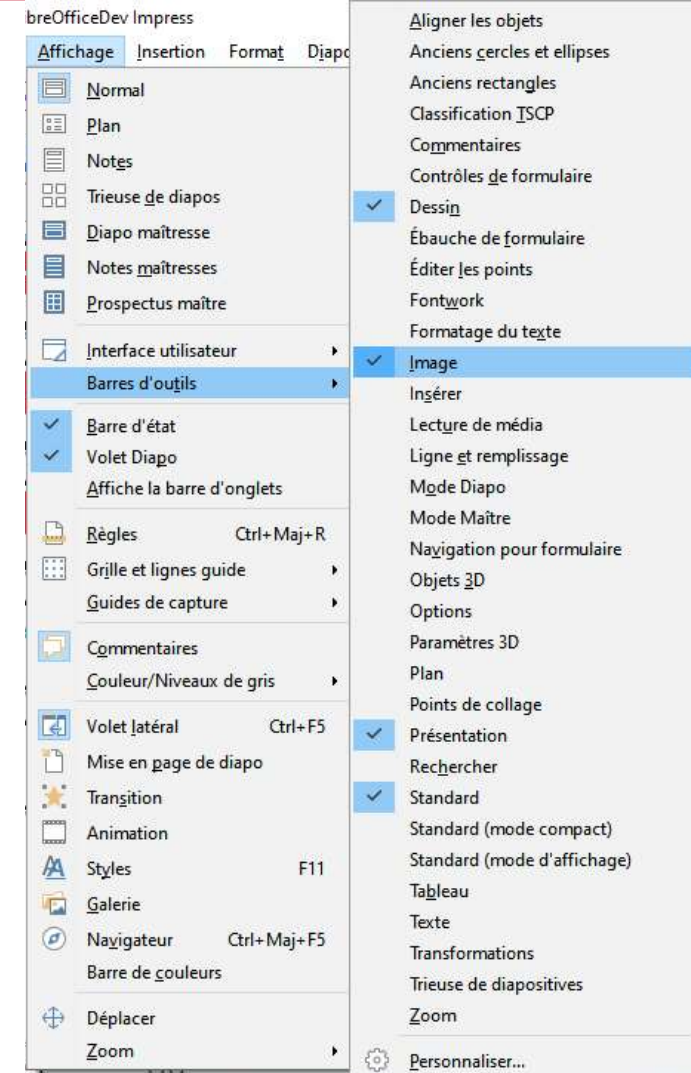 breOfficeDev Impress
Affichage Insertion Format Diapo
Normal
Plan
Notes
Trieuse de diapos
Diapo maîtresse
Notes maîtresses
Prospectus maître
Interface utilisateur
Barres d'outils
Barre d'état
Volet Diapo
Affiche la barre d'onglets
Règles Ctrl+Maj+R
Grille et lignes guide
Guides de capture
Commentaires
Couleur/Niveaux de gris
Volet latéral Ctrl+F5
Mise en page de diapo
Transition
Animation
Styles F11
Galerie
Navigateur Ctrl+Maj+F5
Barre de couleurs
Déplacer
Zoom
Aligner les objets
Anciens cercles et ellipses
Anciens rectangles
Classification TSCP
Commentaires
Contrôles de formulaire
Dessin
Ébauche de formulaire
Éditer les points
Fontwork
Formatage du texte
Image
Insérer
Lecture de média
Ligne et remplissage
Mode Diapo
Mode Maître
Navigation pour formulaire
Objets 3D
Options
Paramètres 3D
Plan
Points de collage
Présentation
Rechercher
Standard
Standard (mode compact)
Standard (mode d'affichage)
Tableau
Texte
Transformations
Trieuse de diapositives
Zoom
Personnaliser...